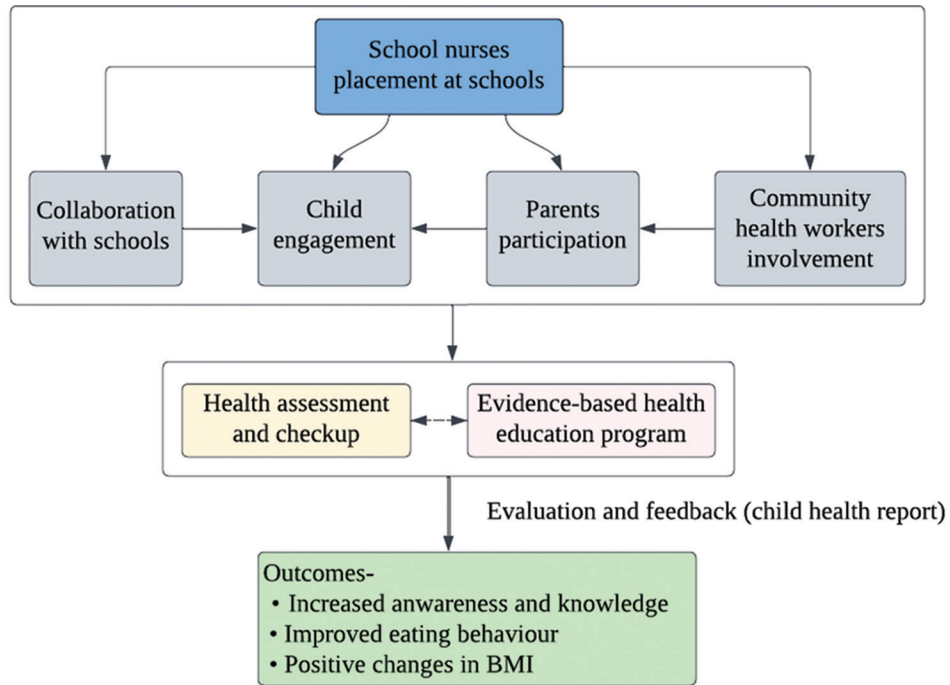 School nurses
placement at schools
Collaboration
with schools
Child
engagement
Parents
participation
Community
health workers
involvement
Health assessment
and checkup
Evidence-based health
education program
Evaluation and feedback (child health report)
Outcomes-
• Increased anwareness and knowledge
• Improved eating behaviour
• Positive changes in BMI